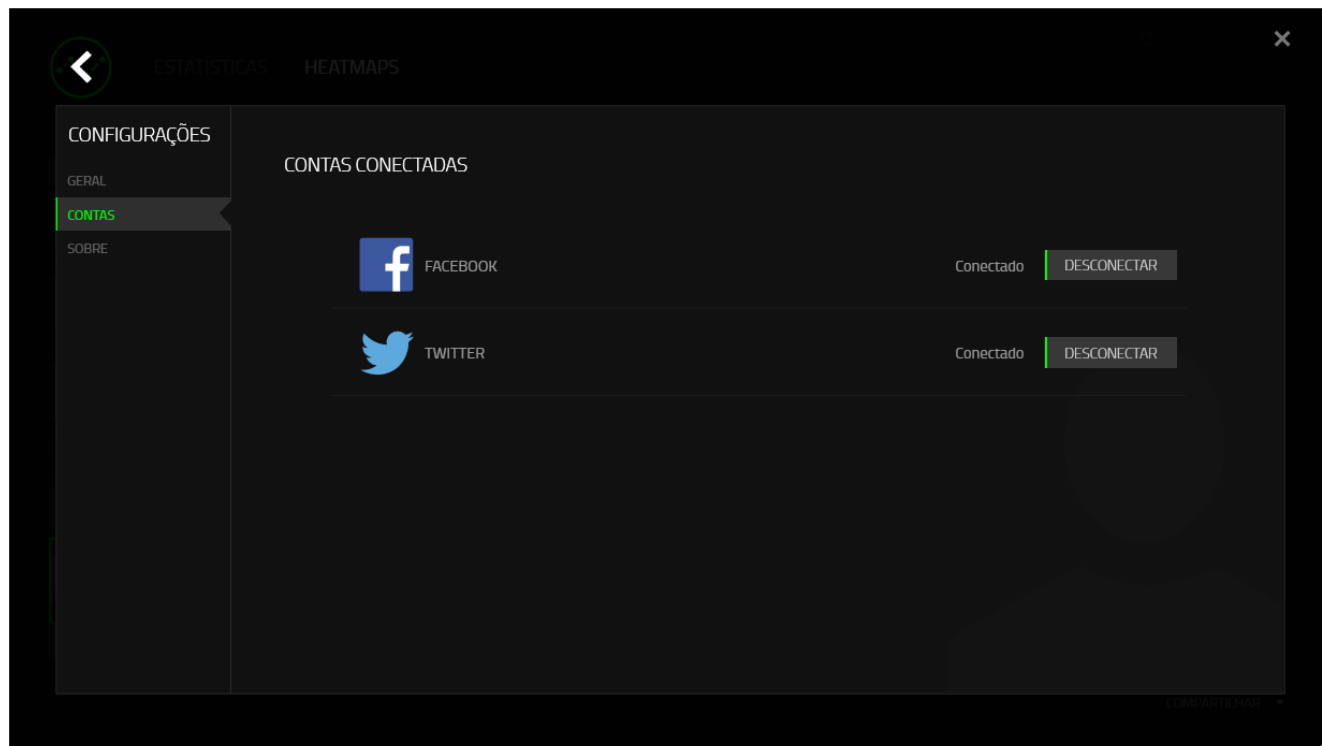 ESTATÍSTICAS HEATMAPS
CONFIGURAÇÕES
GERAL
CONTAS
SOBRE
CONTAS CONECTADAS
FACEBOOK Conectado DESCONECTAR
TWITTER Conectado DESCONECTAR
COMPARTILHAR